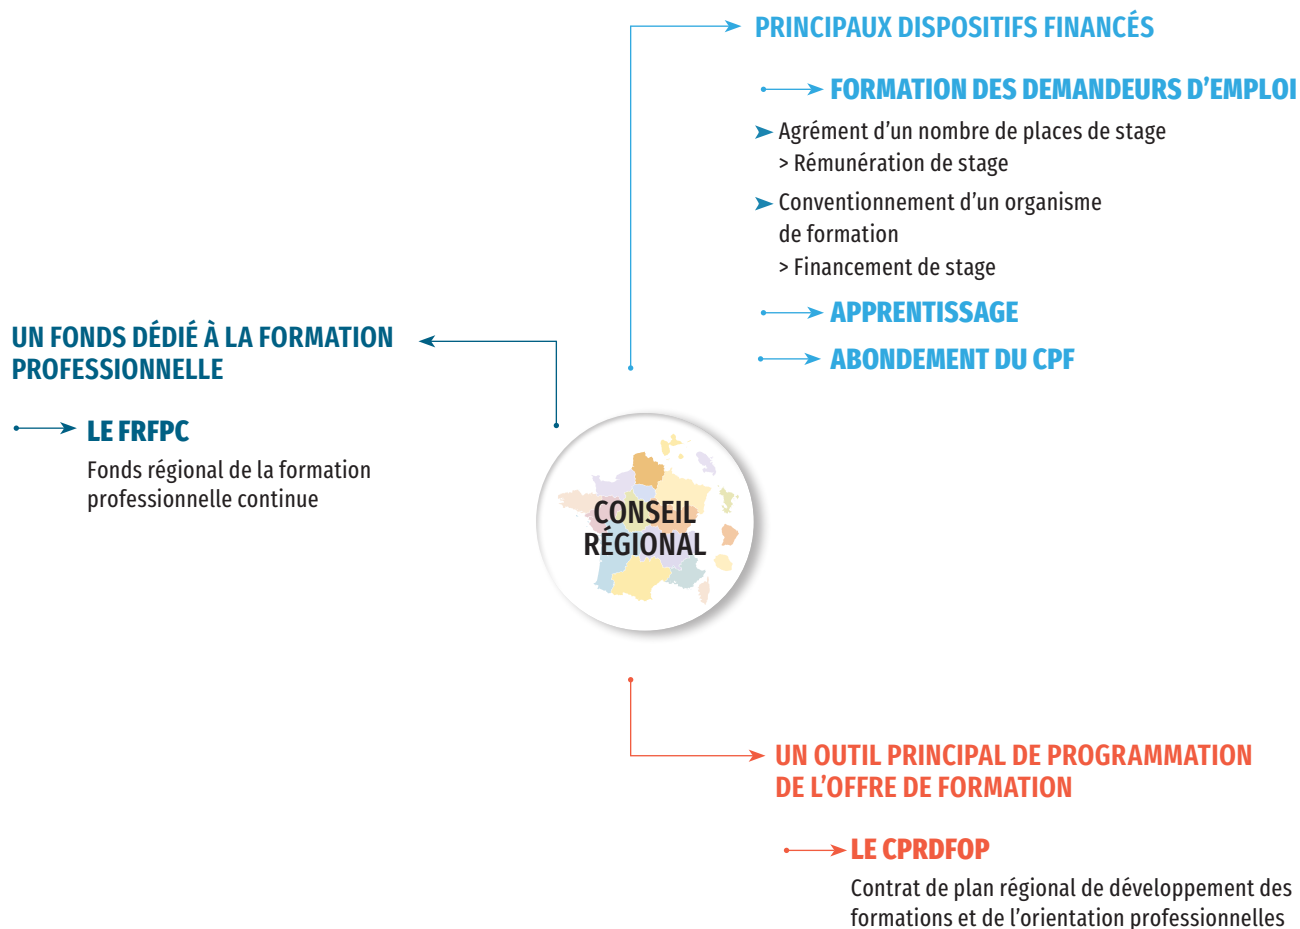 PRINCIPAUX DISPOSITIFS FINANCÉS
FORMATION DES DEMANDEURS D’EMPLOI
Agrément d’un nombre de places de stage
> Rémunération de stage
Conventionnement d’un organisme
de formation
> Financement de stage
APPRENTISSAGE
ABONDEMENT DU CPF
UN FONDS DÉDIÉ À LA FORMATION
PROFESSIONNELLE
LE FRFPC
Fonds régional de la formation
professionnelle continue
CONSEIL
RÉGIONAL
UN OUTIL PRINCIPAL DE PROGRAMMATION
DE L’OFFRE DE FORMATION
LE CPRDFOP
Contrat de plan régional de développement des
formations et de l’orientation professionnelles